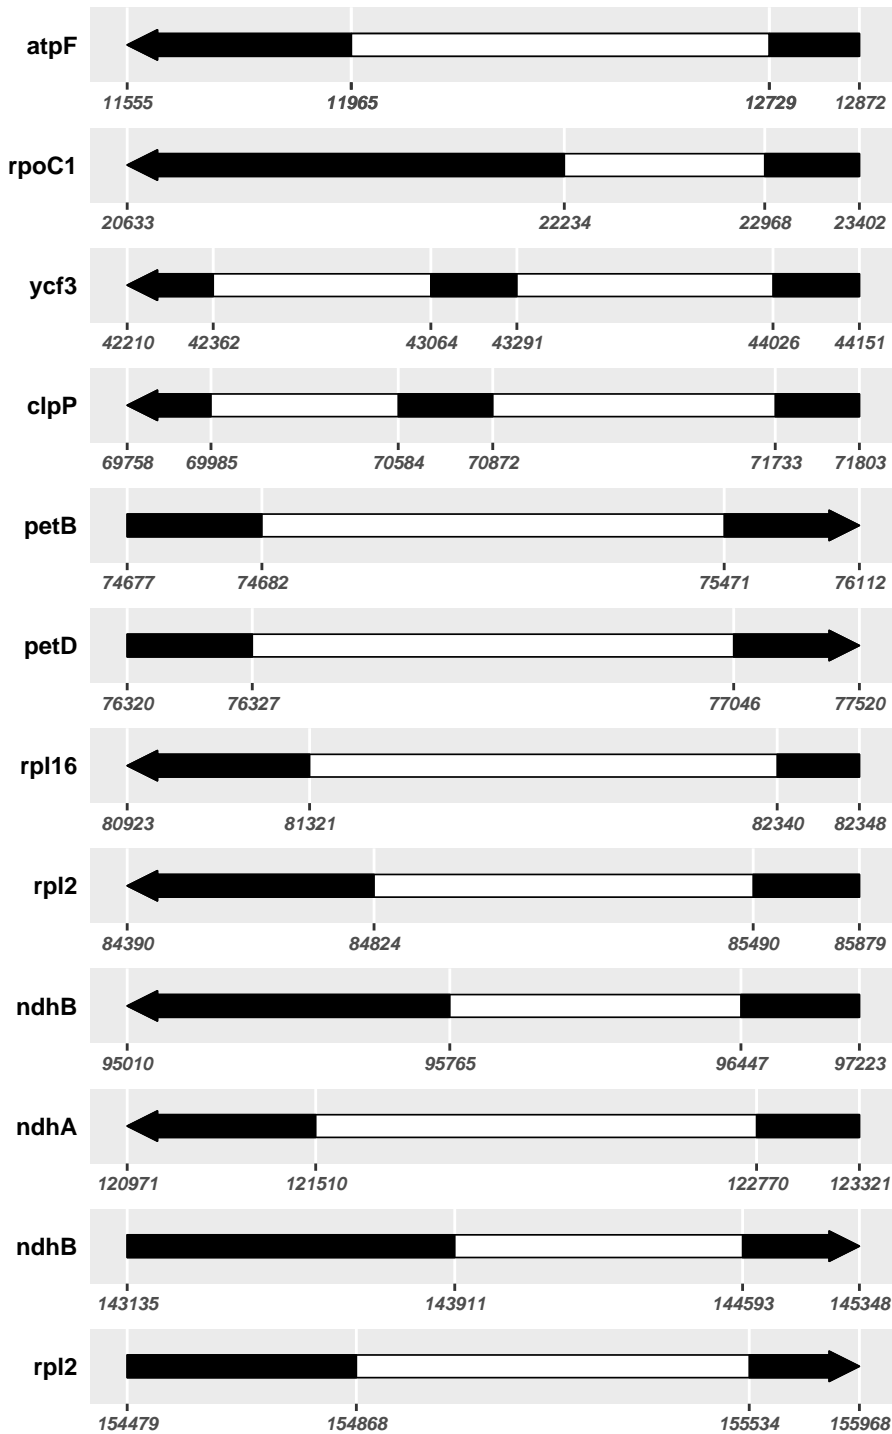 atpF
11555 11965 12729 12872
rpoC1
20633 22234 22968 23402
ycf3
42210 42362 43064 43291 44026 44151
clpP
69758 69985 70584 70872 71733 71803
petB
74677 74682 75471 76112
petD
76320 76327 77046 77520
rpl16
80923 81321 82340 82348
rpl2
84390 84824 85490 85879
ndhB
95010 95765 96447 97223
ndhA
120971 121510 122770 123321
ndhB
143135 143911 144593 145348
rpl2
154479 154868 155534 155968